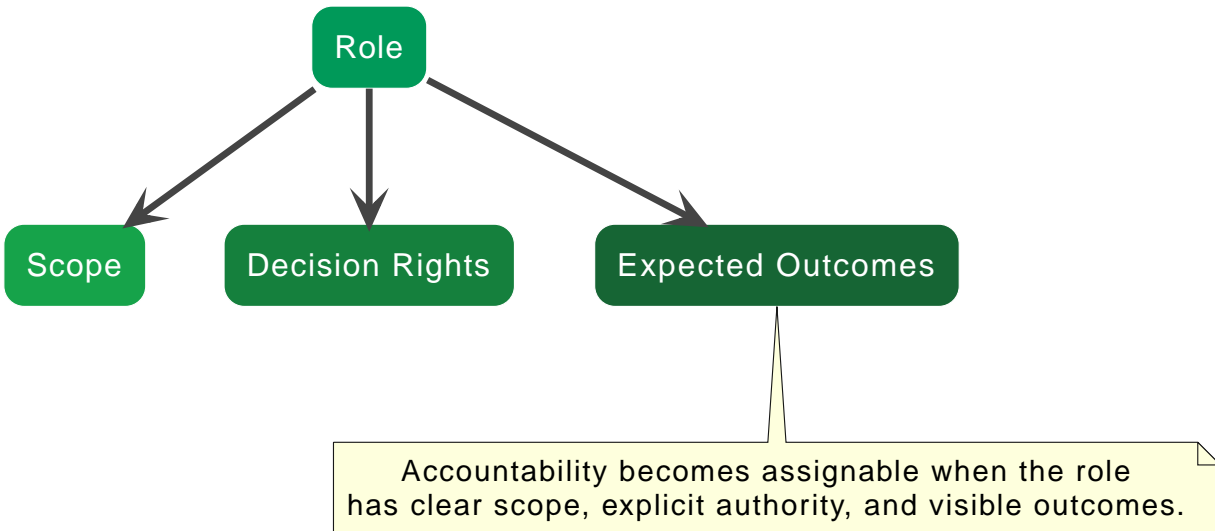 Role
Scope
Decision Rights
Expected Outcomes
Accountability becomes assignable when the role
has clear scope, explicit authority, and visible outcomes.